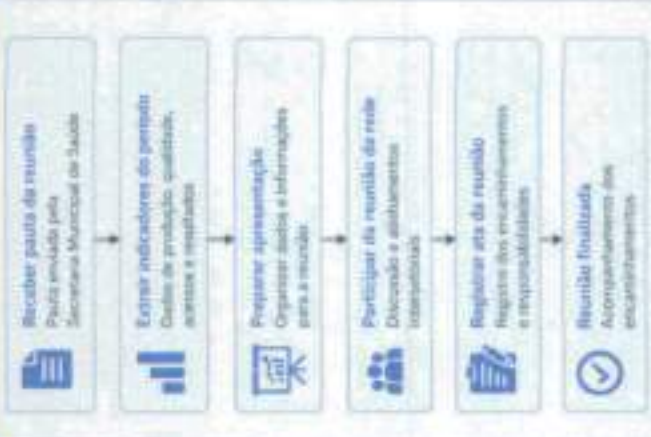 Receber pauta da reunião
Pauta enviada pela
Secretaria Municipal de Saúde
Extrair indicadores do período
Dados de produção, qualidade,
acesso e resultados
Preparar apresentação
Organizar dados e informações
para a reunião
Participar da reunião da rede
Discussão e alinhamentos
Registrar ata da reunião
Registro dos encaminhamentos
e responsabilidades
Reunião finalizada
Acompanhamento dos
encaminhamentos